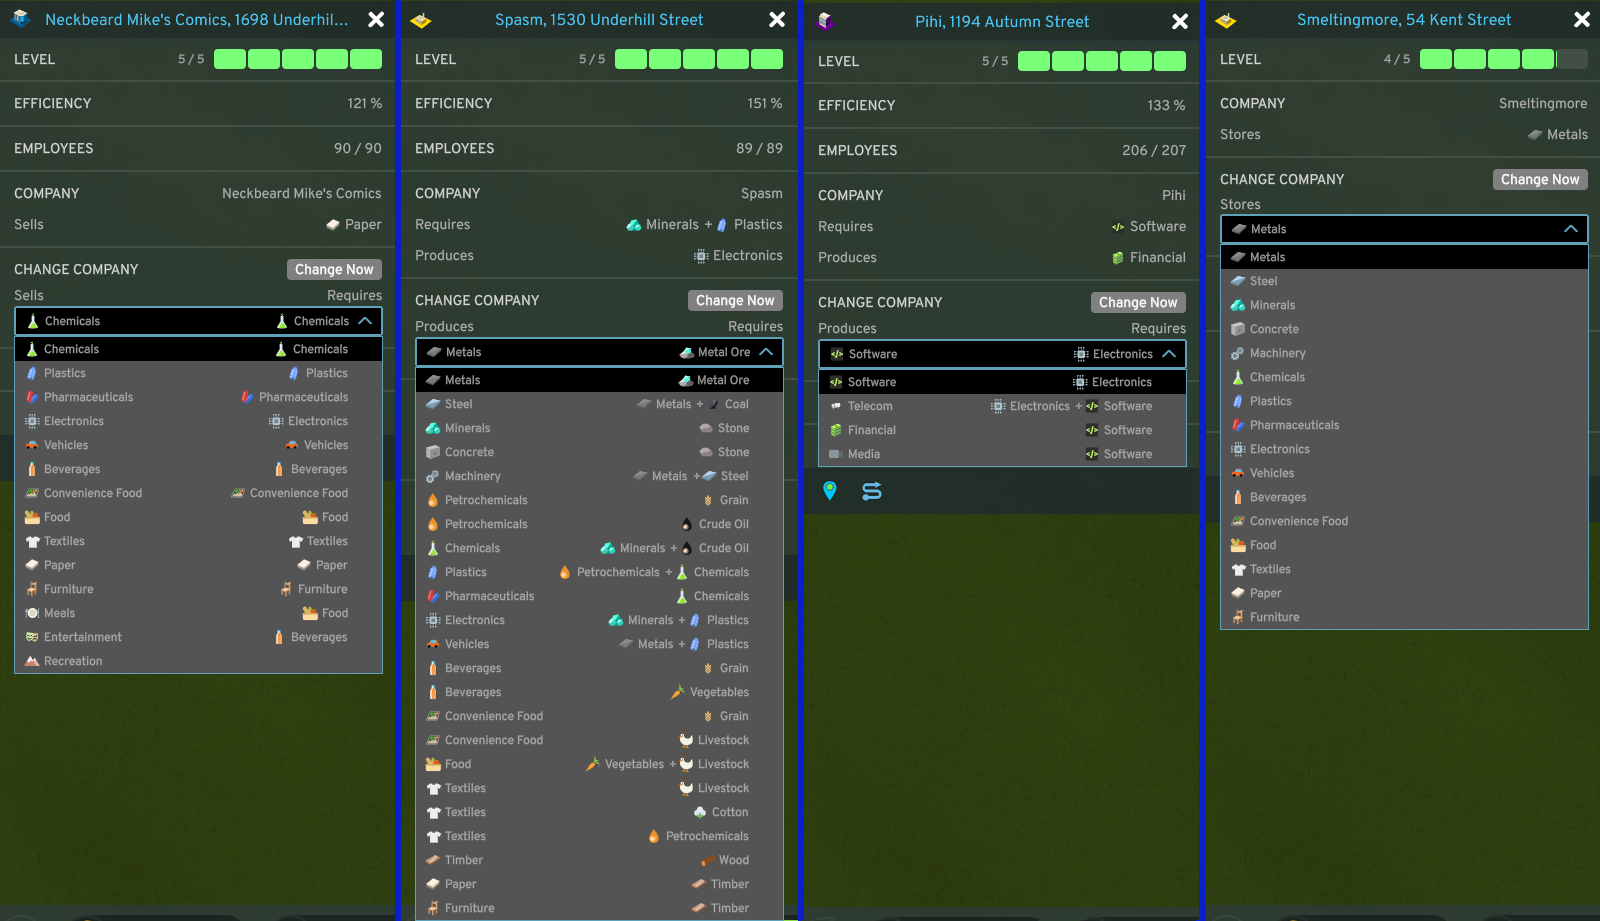 Neckbeard Mike's Comics, 1698 Underhil...
LEVEL 5 / 5
EFFICIENCY 121 %
EMPLOYEES 90 / 90
COMPANY Neckbeard Mike's Comics
Sells Paper
CHANGE COMPANY Change Now
Sells Requires
Chemicals Chemicals
Chemicals Chemicals
Plastics Plastics
Pharmaceuticals Pharmaceuticals
Electronics Electronics
Vehicles Vehicles
Beverages Beverages
Convenience Food Convenience Food
Food Food
Textiles Textiles
Paper Paper
Furniture Furniture
Meals Food
Entertainment Beverages
Recreation
Spasm, 1530 Underhill Street
LEVEL 5 / 5
EFFICIENCY 151 %
EMPLOYEES 89 / 89
COMPANY Spasm
Requires Minerals + Plastics
Produces Electronics
CHANGE COMPANY Change Now
Produces Requires
Metals Metal Ore
Metals Metal Ore
Steel Metals + Coal
Minerals Stone
Concrete Stone
Machinery Metals + Steel
Petrochemicals Grain
Petrochemicals Crude Oil
Chemicals Minerals + Crude Oil
Plastics Petrochemicals + Chemicals
Pharmaceuticals Chemicals
Electronics Minerals + Plastics
Vehicles Metals + Plastics
Beverages Grain
Beverages Vegetables
Convenience Food Grain
Convenience Food Livestock
Food Vegetables + Livestock
Textiles Livestock
Textiles Cotton
Textiles Petrochemicals
Timber Wood
Paper Timber
Furniture Timber
Pihi, 1194 Autumn Street
LEVEL 5 / 5
EFFICIENCY 133 %
EMPLOYEES 206 / 207
COMPANY Pihi
Requires Software
Produces Financial
CHANGE COMPANY Change Now
Produces Requires
Software Electronics
Software Electronics
Telecom Electronics + Software
Financial Software
Media Software
Smeltingmore, 54 Kent Street
LEVEL 4 / 5
COMPANY Smeltingmore
Stores Metals
CHANGE COMPANY Change Now
Stores
Metals
Metals
Steel
Minerals
Concrete
Machinery
Chemicals
Plastics
Pharmaceuticals
Electronics
Vehicles
Beverages
Convenience Food
Food
Textiles
Paper
Furniture